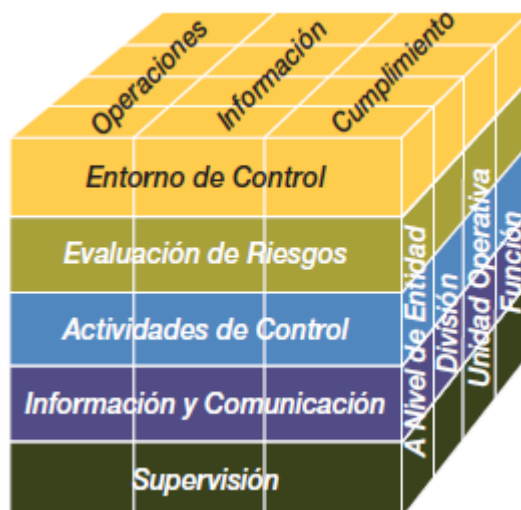 Operaciones
Información
Cumplimiento
Entorno de Control
Evaluación de Riesgos
Actividades de Control
Información y Comunicación
Supervisión
A Nivel de Entidad
División
Unidad Operativa
Función